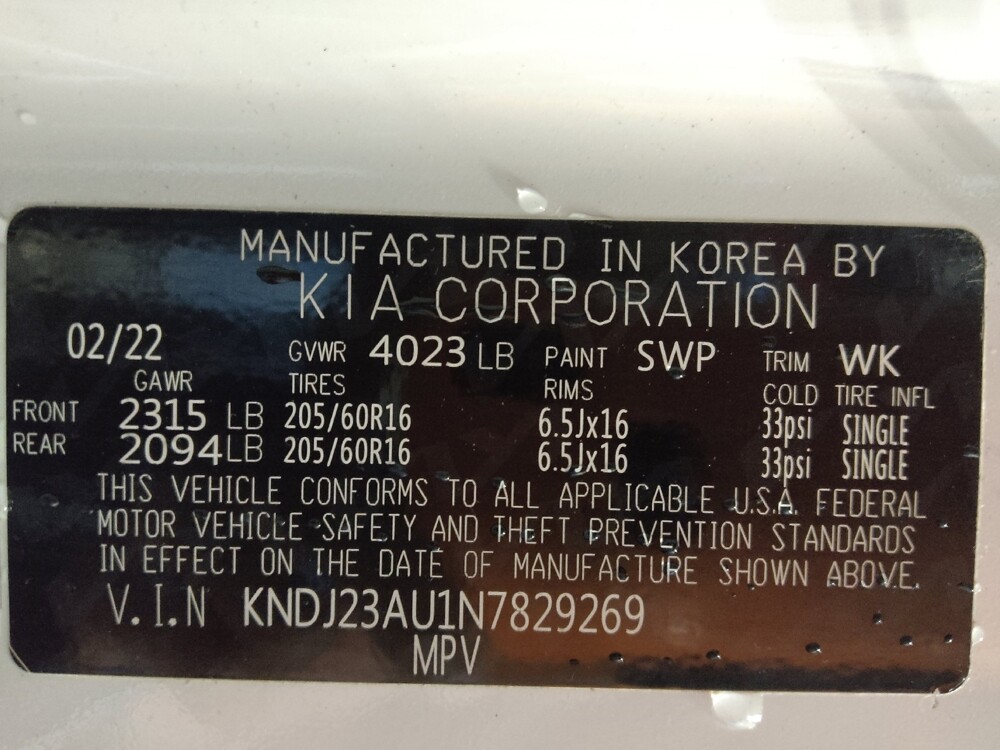 MANUFACTURED IN KOREA BY
KIA CORPORATION
02/22 GVWR 4023 LB PAINT SWP TRIM WK
GAWR TIRES RIMS COLD TIRE INFL
FRONT 2315 LB 205/60R16 6.5Jx16 33psi SINGLE
REAR 2094 LB 205/60R16 6.5Jx16 33psi SINGLE
THIS VEHICLE CONFORMS TO ALL APPLICABLE U.S.A. FEDERAL
MOTOR VEHICLE SAFETY AND THEFT PREVENTION STANDARDS
IN EFFECT ON THE DATE OF MANUFACTURE SHOWN ABOVE.
V.I.N KNDJ23AU1N7829269
MPV